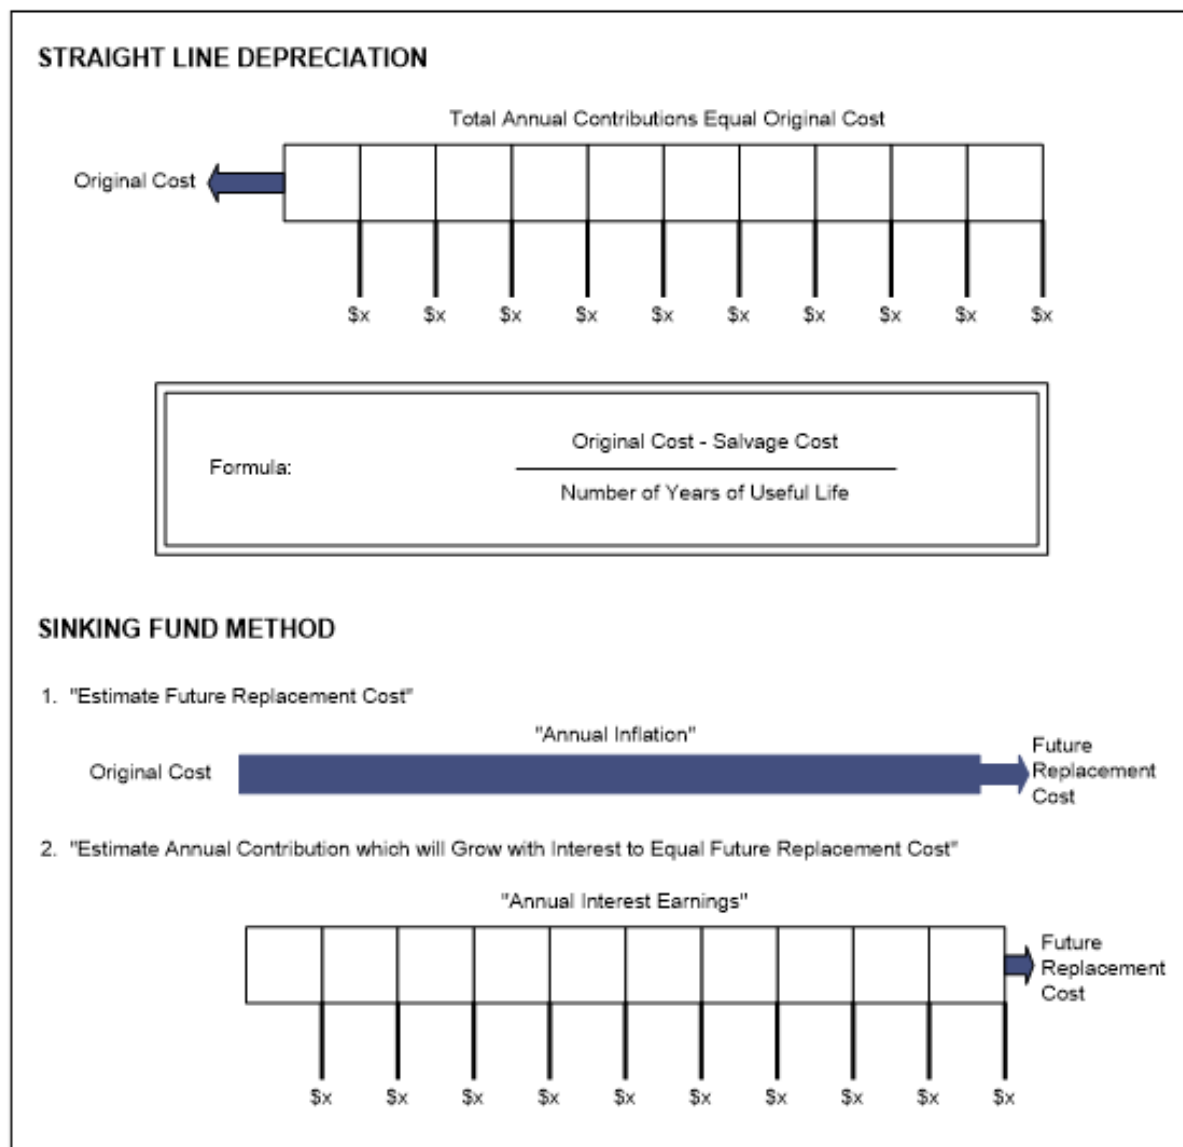 STRAIGHT LINE DEPRECIATION
Total Annual Contributions Equal Original Cost
Original Cost
$x $x $x $x $x $x $x $x $x $x
Original Cost - Salvage Cost
Formula:
Number of Years of Useful Life
SINKING FUND METHOD
1. "Estimate Future Replacement Cost"
"Annual Inflation"
Original Cost
Future
Replacement
Cost
2. "Estimate Annual Contribution which will Grow with Interest to Equal Future Replacement Cost"
"Annual Interest Earnings"
Future
Replacement
Cost
$x $x $x $x $x $x $x $x $x $x